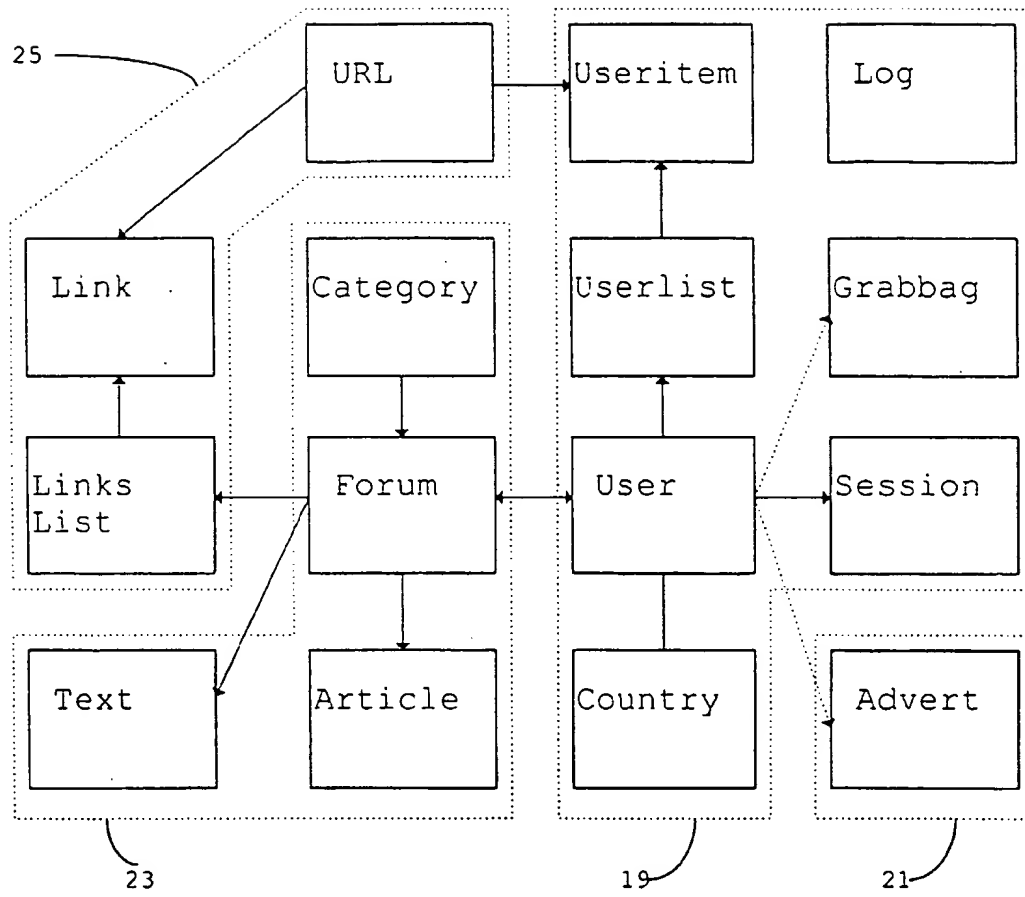 25
URL
Useritem
Log
Link
Category
Userlist
Grabbag
Links
List
Forum
User
Session
Text
Article
Country
Advert
23
19
21